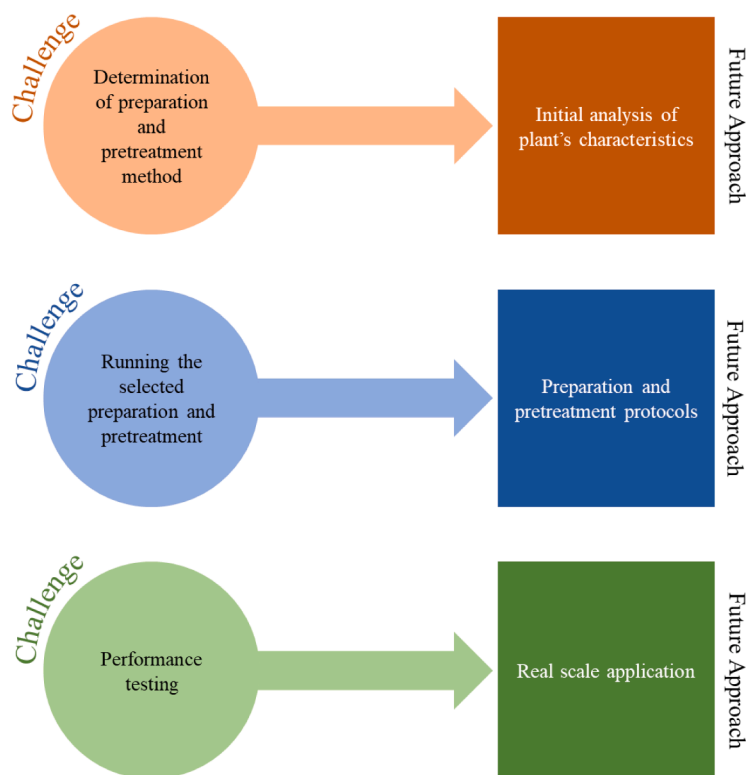 Challenge
Determination
of preparation
and
pretreatment
method
Initial analysis of
plant's characteristics
Future Approach
Challenge
Running the
selected
preparation and
pretreatment
Preparation and
pretreatment protocols
Future Approach
Challenge
Performance
testing
Real scale application
Future Approach